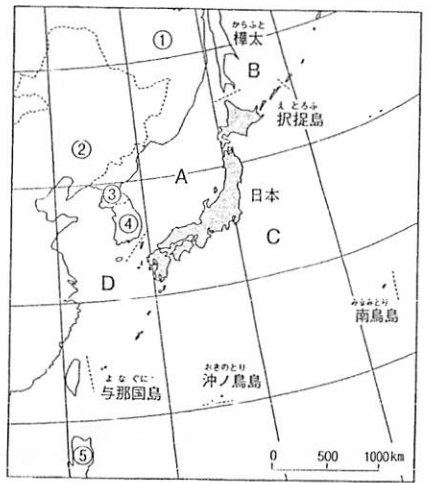 ①
からふと
樺太
B
えとろふ
択捉島
②
A
③
日本
④
C
D
みなみとり
南鳥島
おきのとり
沖ノ鳥島
よなぐに
与那国島
⑤
0 500 1000km